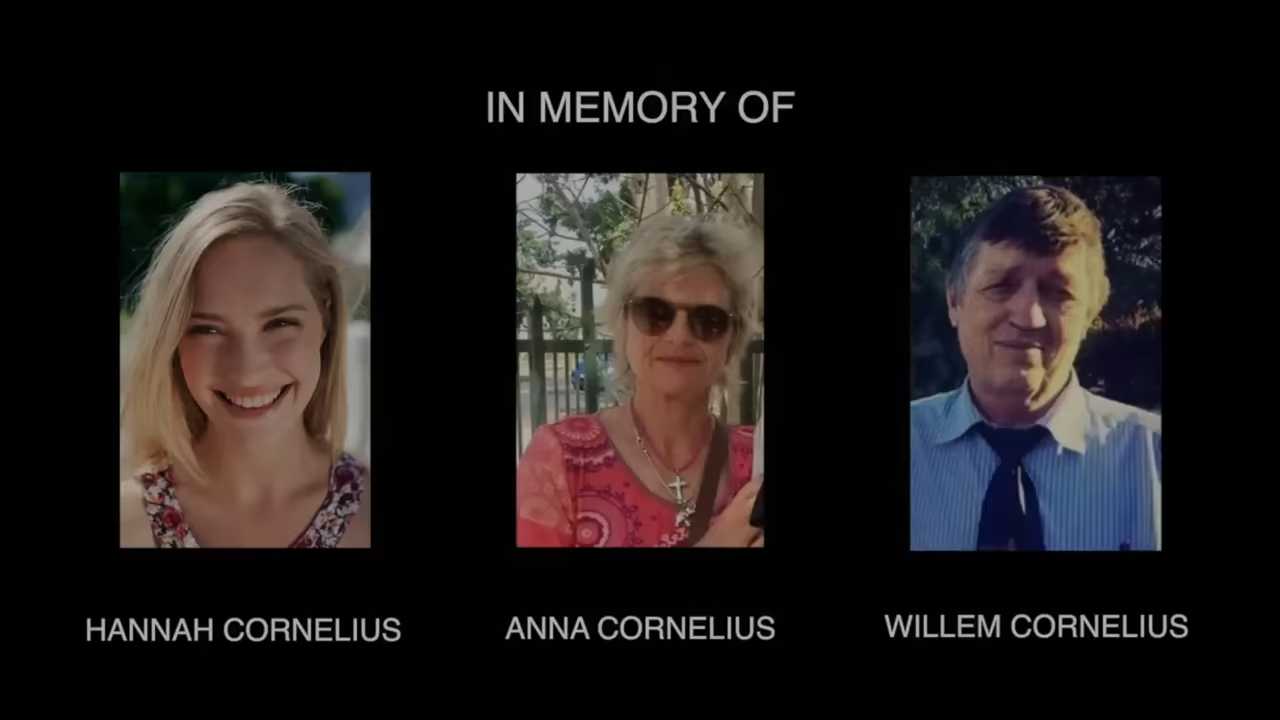 IN MEMORY OF
HANNAH CORNELIUS
ANNA CORNELIUS
WILLEM CORNELIUS